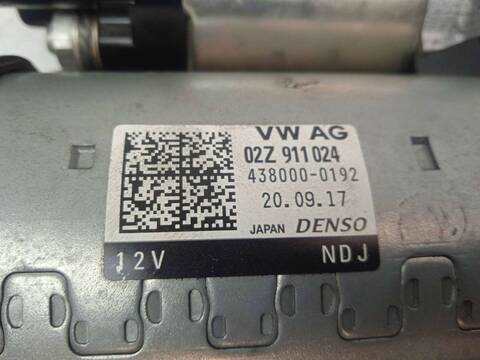 VW AG
02Z 911 024
438000-0192
20.09.17
JAPAN DENSO
12V NDJ